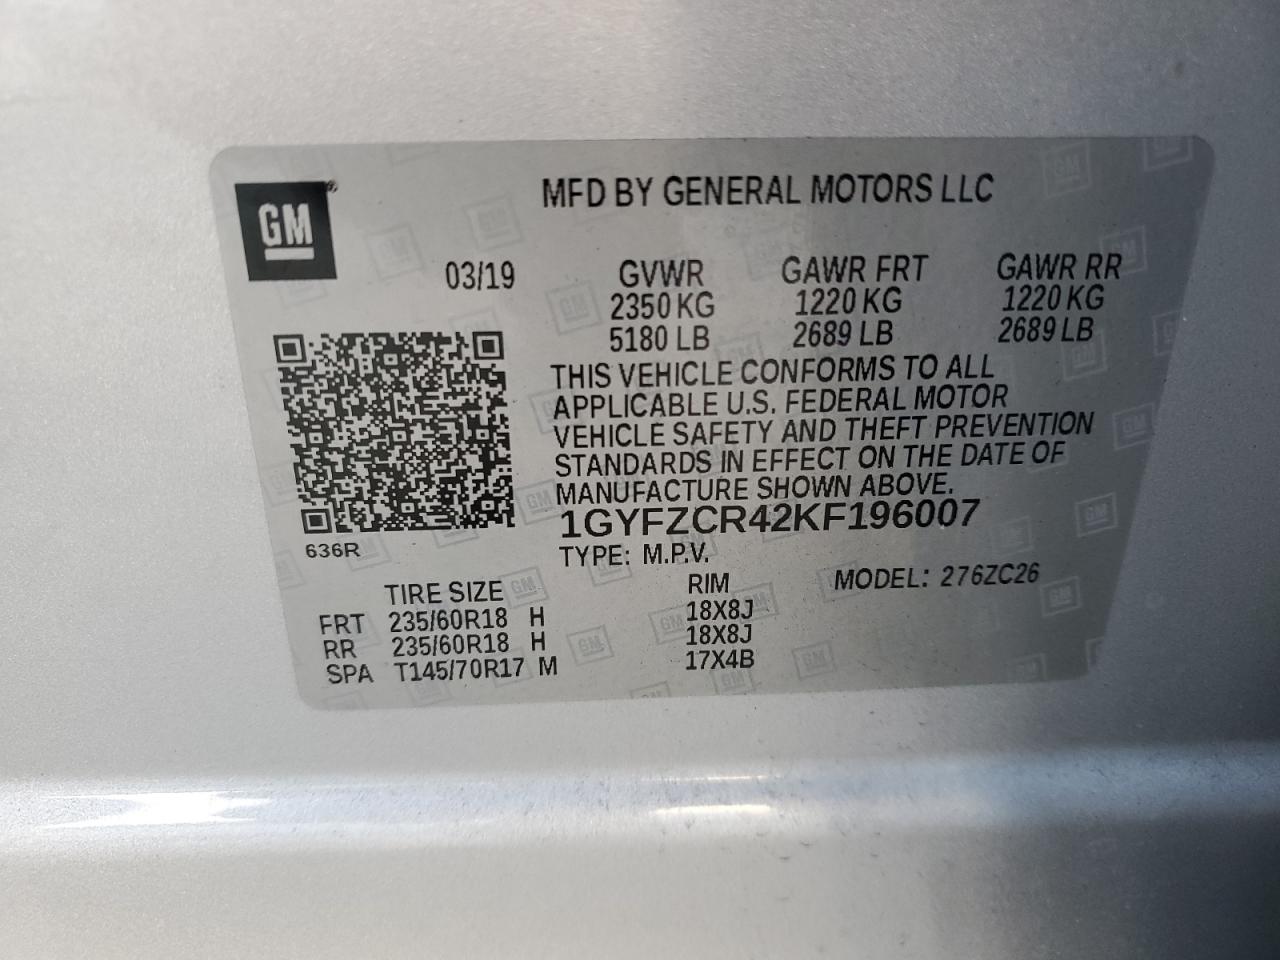 GM®
MFD BY GENERAL MOTORS LLC
03/19 GVWR GAWR FRT GAWR RR
2350 KG 1220 KG 1220 KG
5180 LB 2689 LB 2689 LB
THIS VEHICLE CONFORMS TO ALL
APPLICABLE U.S. FEDERAL MOTOR
VEHICLE SAFETY AND THEFT PREVENTION
STANDARDS IN EFFECT ON THE DATE OF
MANUFACTURE SHOWN ABOVE.
1GYFZCR42KF196007
636R
TYPE: M.P.V.
TIRE SIZE RIM MODEL: 276ZC26
FRT 235/60R18 H 18X8J
RR 235/60R18 H 18X8J
SPA T145/70R17 M 17X4B